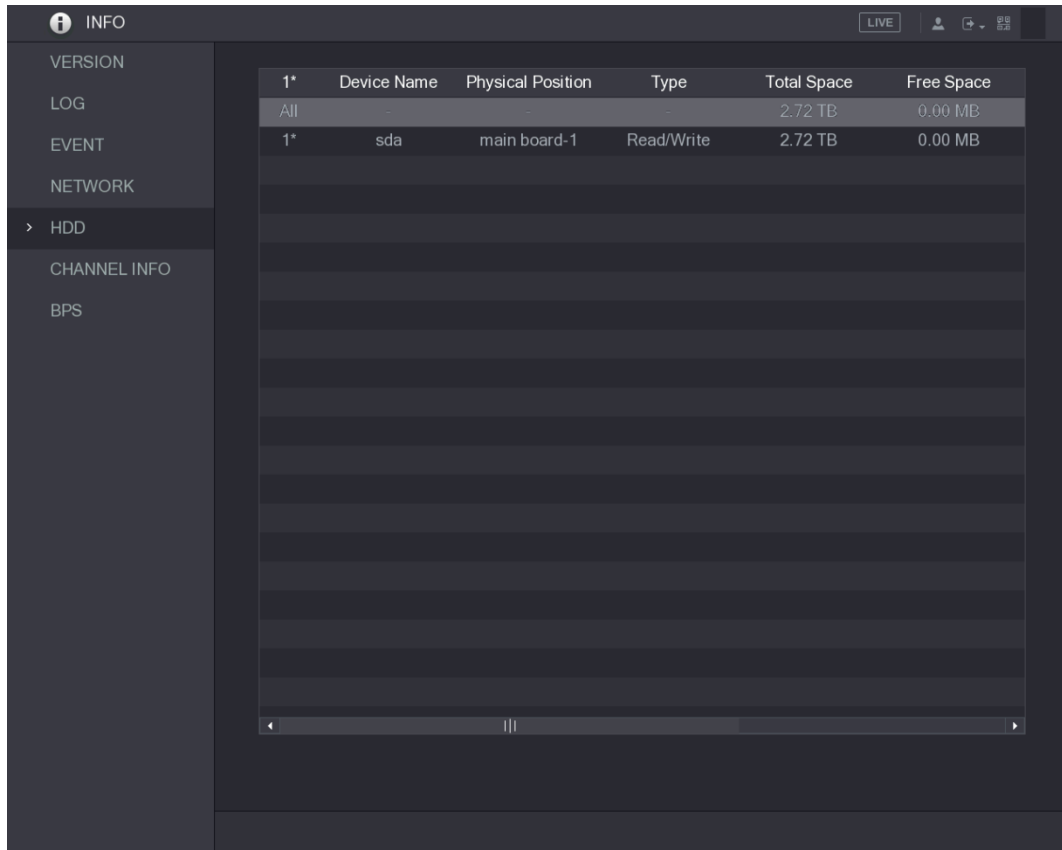 INFO LIVE
VERSION
LOG
EVENT
NETWORK
HDD
CHANNEL INFO
BPS
1* Device Name Physical Position Type Total Space Free Space
All - - - 2.72 TB 0.00 MB
1* sda main board-1 Read/Write 2.72 TB 0.00 MB